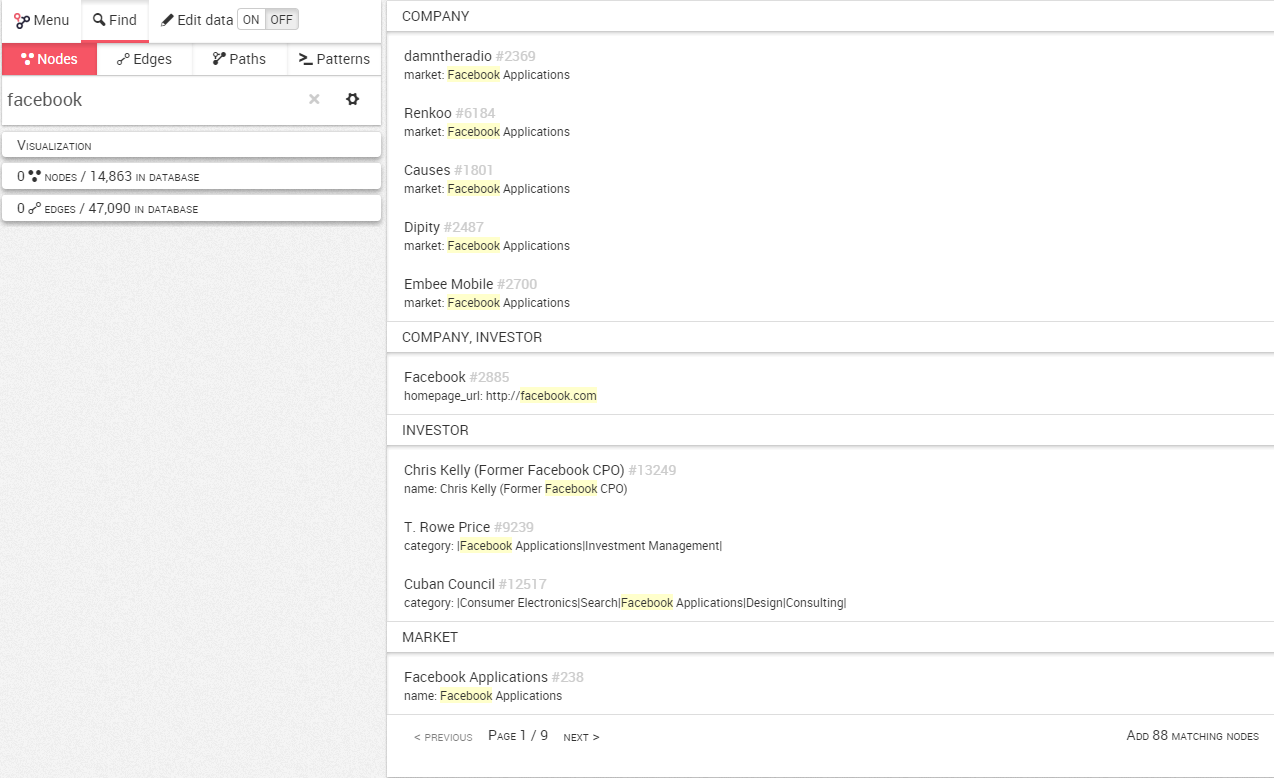 Menu Find Edit data ON OFF
Nodes Edges Paths Patterns
facebook
Visualization
0 nodes / 14,863 in database
0 edges / 47,090 in database
COMPANY
damntheradio #2369
market: Facebook Applications
Renkoo #6184
market: Facebook Applications
Causes #1801
market: Facebook Applications
Dipity #2487
market: Facebook Applications
Embee Mobile #2700
market: Facebook Applications
COMPANY, INVESTOR
Facebook #2885
homepage_url: http://facebook.com
INVESTOR
Chris Kelly (Former Facebook CPO) #13249
name: Chris Kelly (Former Facebook CPO)
T. Rowe Price #9239
category: |Facebook Applications|Investment Management|
Cuban Council #12517
category: |Consumer Electronics|Search|Facebook Applications|Design|Consulting|
MARKET
Facebook Applications #238
name: Facebook Applications
< previous Page 1 / 9 next > Add 88 matching nodes